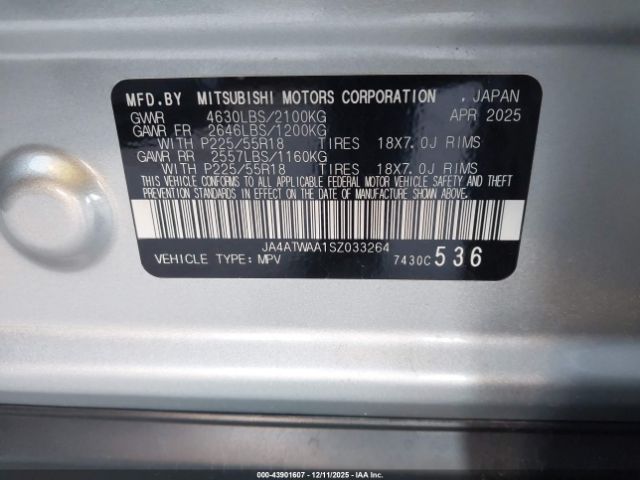 MFD.BY MITSUBISHI MOTORS CORPORATION , JAPAN
GVWR 4630LBS/2100KG APR 2025
GAWR FR 2646LBS/1200KG
WITH P225/55R18 TIRES 18X7.0J RIMS
GAWR RR 2557LBS/1160KG
WITH P225/55R18 TIRES 18X7.0J RIMS
THIS VEHICLE CONFORMS TO ALL APPLICABLE FEDERAL MOTOR VEHICLE SAFETY AND THEFT
PREVENTION STANDARDS IN EFFECT ON THE DATE OF MANUFACTURE SHOWN ABOVE.
JA4ATWAA1SZ033264
VEHICLE TYPE: MPV 7430C 536
000-43901607 - 12/11/2025 - IAAI.COM